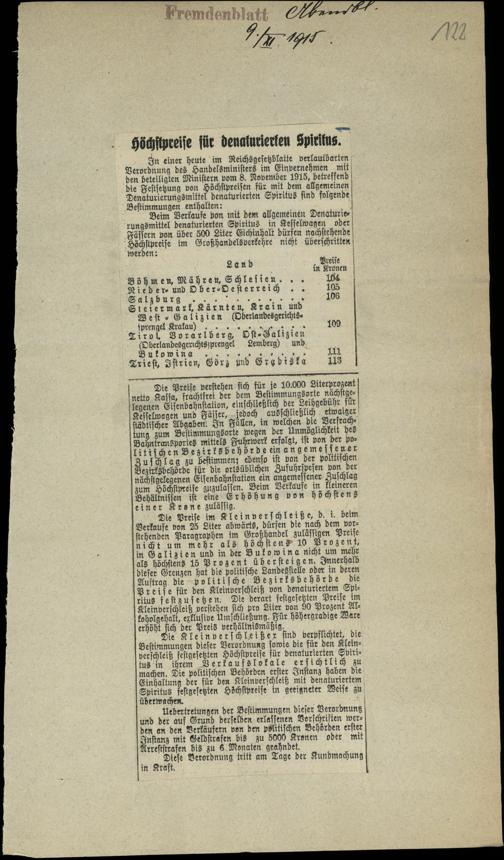 Fremdenblatt Abendbl.
9./XI. 1915.
122
Höchstpreise für denaturierten Spiritus.
In einer heute im Reichsgesetzblatte verlautbarten
Verordnung des Handelsministers im Einvernehmen mit
den beteiligten Ministern vom 8. November 1915, betreffend
die Festsetzung von Höchstpreisen für mit dem allgemeinen
Denaturierungsmittel denaturierten Spiritus sind folgende
Bestimmungen enthalten:
Beim Verkaufe von mit dem allgemeinen Denaturie-
rungsmittel denaturierten Spiritus in Kesselwagen oder
Fässern von über 500 Liter Eichinhalt dürfen nachstehende
Höchstpreise im Großhandelsverkehre nicht überschritten
werden:
Land Preise
in Kronen
Böhmen, Mähren, Schlesien . . . 104
Nieder- und Ober-Oesterreich . . 105
Salzburg . . . . . . . . . . 106
Steiermark, Kärnten, Krain und
West-Galizien (Oberlandesgerichts-
sprengel Krakau) . . . . . . . . 109
Tirol, Vorarlberg, Ost-Galizien
(Oberlandesgerichtssprengel Lemberg) und
Bukowina . . . . . . . . . . 111
Triest, Istrien, Görz und Gradiska 113
Die Preise verstehen sich für je 10.000 Literprozent
netto Kassa, frachtfrei der dem Bestimmungsorte nächstge-
legenen Eisenbahnstation, einschließlich der Leihgebühr für
Kesselwagen und Fässer, jedoch ausschließlich etwaiger
städtischer Abgaben. In Fällen, in welchen die Verfrach-
tung zum Bestimmungsorte wegen der Unmöglichkeit des
Bahntransportes mittels Fuhrwerk erfolgt, ist von der po-
litischen Bezirksbehörde ein angemessener
Zuschlag zu bestimmen; ebenso ist von der politischen
Bezirksbehörde für die ortsüblichen Zufuhrspesen von der
nächstgelegenen Eisenbahnstation ein angemessener Zuschlag
zum Höchstpreise zuzulassen. Beim Verkaufe in kleineren
Behältnissen ist eine Erhöhung von höchstens
einer Krone zulässig.
Die Preise im Kleinverschleiße, d. i. beim
Verkaufe von 25 Liter abwärts, dürfen die nach dem vor-
stehenden Paragraphen im Großhandel zulässigen Preise
nicht um mehr als höchstens 10 Prozent,
in Galizien und in der Bukowina nicht um mehr
als höchstens 15 Prozent übersteigen. Innerhalb
dieser Grenzen hat die politische Landesstelle oder in deren
Auftrag die politische Bezirksbehörde die
Preise für den Kleinverschleiß von denaturiertem Spi-
ritus festzusetzen. Die derart festgesetzten Preise im
Kleinverschleiß verstehen sich pro Liter von 90 Prozent Al-
koholgehalt, exklusive Umschließung. Für höhergradige Ware
erhöht sich der Preis verhältnismäßig.
Die Kleinverschleißer sind verpflichtet, die
Bestimmungen dieser Verordnung sowie die für den Klein-
verschleiß festgesetzten Höchstpreise für denaturierten Spiri-
tus in ihrem Verkaufslokale ersichtlich zu
machen. Die politischen Behörden erster Instanz haben die
Einhaltung der für den Kleinverschleiß mit denaturiertem
Spiritus festgesetzten Höchstpreise in geeigneter Weise zu
überwachen.
Uebertretungen der Bestimmungen dieser Verordnung
und der auf Grund derselben erlassenen Vorschriften wer-
den an den Verkäufern von den politischen Behörden erster
Instanz mit Geldstrafen bis zu 5000 Kronen oder mit
Arreststrafen bis zu 6 Monaten geahndet.
Diese Verordnung tritt am Tage der Kundmachung
in Kraft.